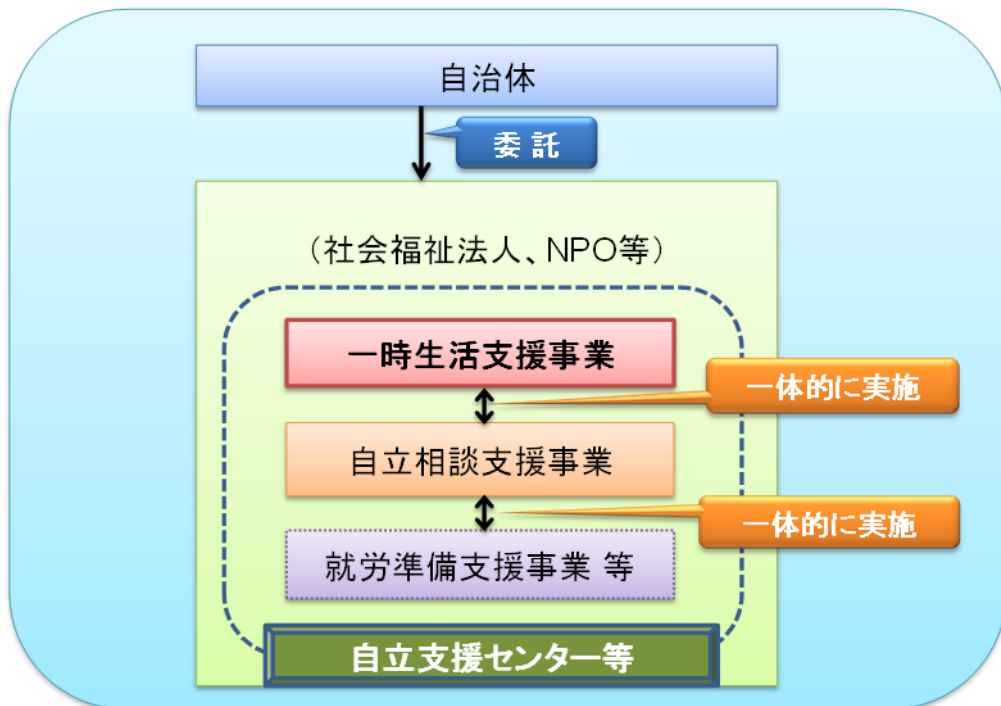 自治体
委託
（社会福祉法人、NPO等）
一時生活支援事業
一体的に実施
自立相談支援事業
一体的に実施
就労準備支援事業 等
自立支援センター等